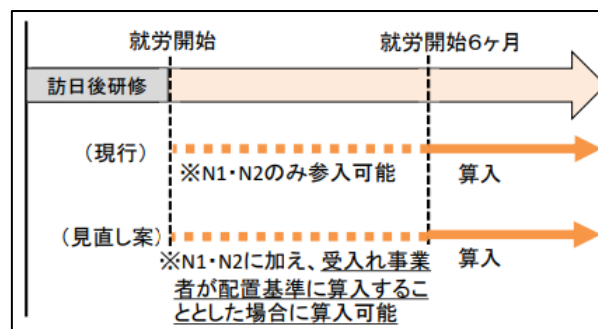 就労開始
就労開始6ヶ月
訪日後研修
（現行）
※N1・N2のみ参入可能
算入
（見直し案）
※N1・N2に加え、受入れ事業
者が配置基準に算入するこ
ととした場合に算入可能
算入